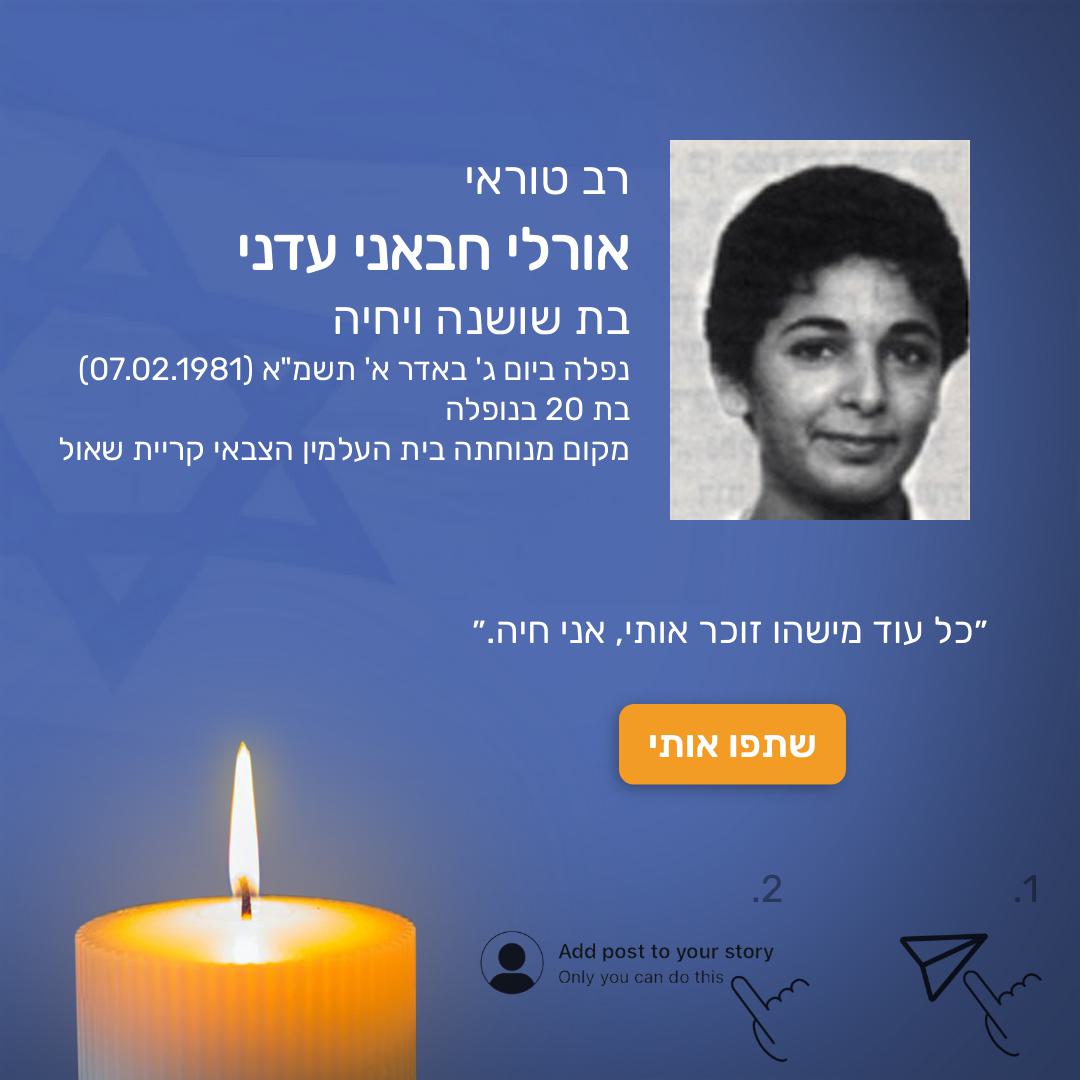 רב טוראי
אורלי חבאני עדני
בת שושנה ויחיה
נפלה ביום ג' באדר א' תשמ"א (07.02.1981)
בת 20 בנופלה
מקום מנוחתה בית העלמין הצבאי קריית שאול
״כל עוד מישהו זוכר אותי, אני חיה.״
שתפו אותי
.1
.2
Add post to your story
Only you can do this